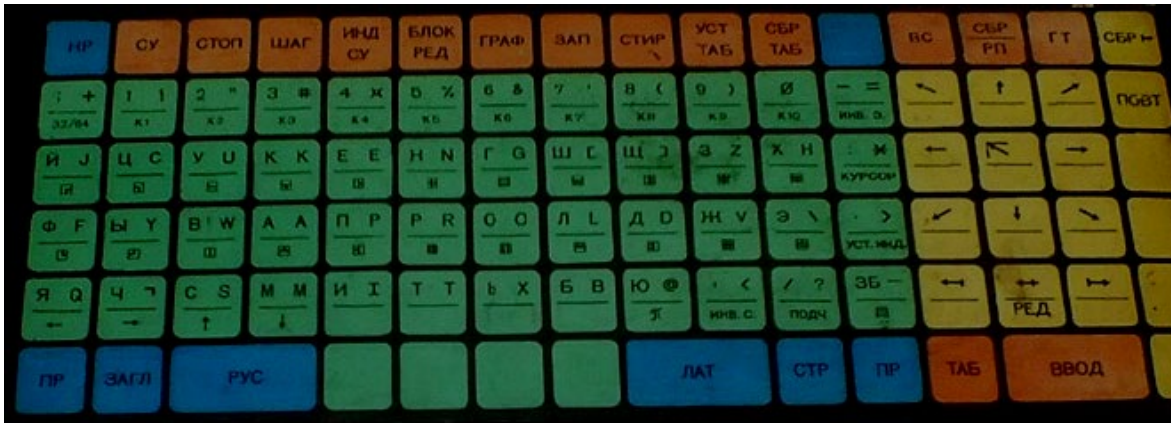 НР СУ СТОП ШАГ ИНД СУ БЛОК РЕД ГРАФ ЗАП СТИР УСТ ТАБ СБР ТАБ ВС СБР РП ГТ СБР
; + 1 ! 2 " 3 # 4 ¤ 5 % 6 & 7 ' 8 ( 9 ) Ø - = ↖ ↑ ↗ ПОВТ
32/64 К1 К2 К3 К4 К5 К6 К7 К8 К9 К10 ИНВ. Э.
Й J Ц C У U К K Е E Н N Г G Ш [ Щ ] З Z Х H : * ← ↖ →
КУРСОР
Ф F Ы Y В W А A П P Р R О O Л L Д D Ж V Э \ . > ↙ ↓ ↘
УСТ. ИНД.
Я Q Ч ¬ С S М M И I Т T Ь X Б B Ю @ , < / ? ЗБ — ↤ ↔ ↦
← → ↑ ↓ π ИНВ. С. ПОДЧ РЕД
ПР ЗАГЛ РУС ЛАТ СТР ПР ТАБ ВВОД